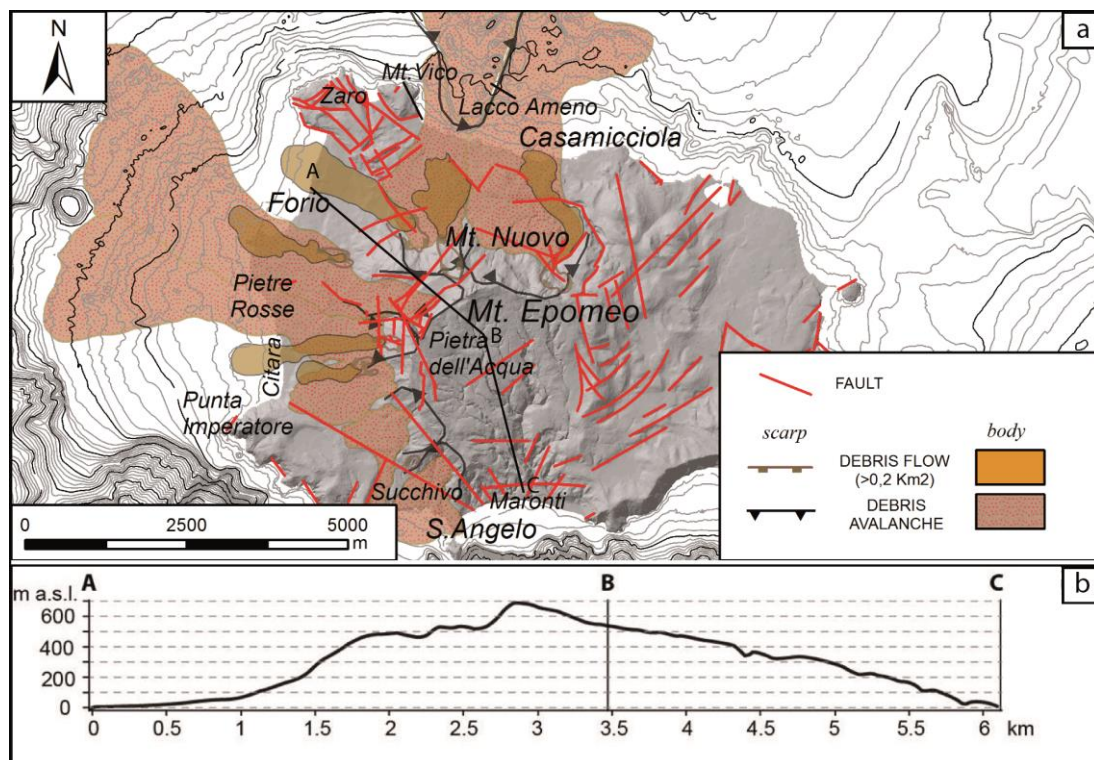 a
N
Mt. Vico
Zaro
Lacco Ameno
Casamicciola
A
Forio
Mt. Nuovo
Pietre
Rosse
Mt. Epomeo
Pietra
B
dell'Acqua
Citara
Punta
Imperatore
Succhivo
Maronti
C
S.Angelo
0 2500 5000
m
FAULT
scarp body
DEBRIS FLOW
(>0,2 Km2)
DEBRIS
AVALANCHE
b
A B C
m a.s.l.
600
400
200
0
0 0.5 1 1.5 2 2.5 3 3.5 4 4.5 5 5.5 6 km